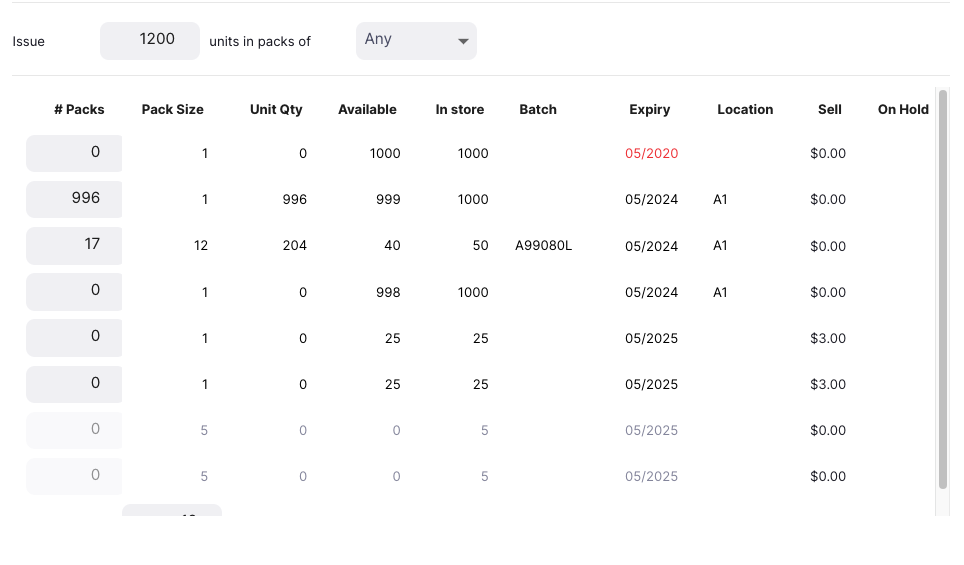 Issue 1200 units in packs of Any
# Packs Pack Size Unit Qty Available In store Batch Expiry Location Sell On Hold
0 1 0 1000 1000 05/2020 $0.00
996 1 996 999 1000 05/2024 A1 $0.00
17 12 204 40 50 A99080L 05/2024 A1 $0.00
0 1 0 998 1000 05/2024 A1 $0.00
0 1 0 25 25 05/2025 $3.00
0 1 0 25 25 05/2025 $3.00
0 5 0 0 5 05/2025 $0.00
0 5 0 0 5 05/2025 $0.00